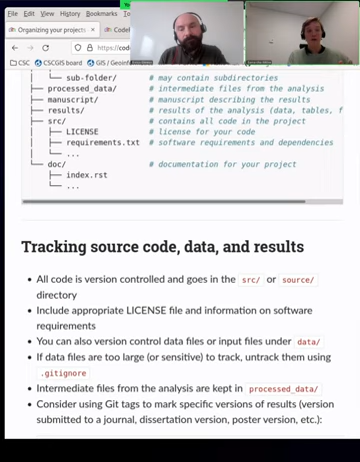 File Edit View History Bookmarks
Organizing your projec
CodeR
https://cod
CSC CSCGIS board GIS / Geoinf
└── sub-folder/ # may contain subdirectories
├── processed_data/ # intermediate files from the analysis
├── manuscript/ # manuscript describing the results
├── results/ # results of the analysis (data, tables, f
├── src/ # contains all code in the project
│ ├── LICENSE # license for your code
│ ├── requirements.txt # software requirements and dependencies
│ └── ...
└── doc/ # documentation for your project
├── index.rst
└── ...
Tracking source code, data, and results
• All code is version controlled and goes in the src/ or source/
directory
• Include appropriate LICENSE file and information on software
requirements
• You can also version control data files or input files under data/
• If data files are too large (or sensitive) to track, untrack them using
.gitignore
• Intermediate files from the analysis are kept in processed_data/
• Consider using Git tags to mark specific versions of results (version
submitted to a journal, dissertation version, poster version, etc.):